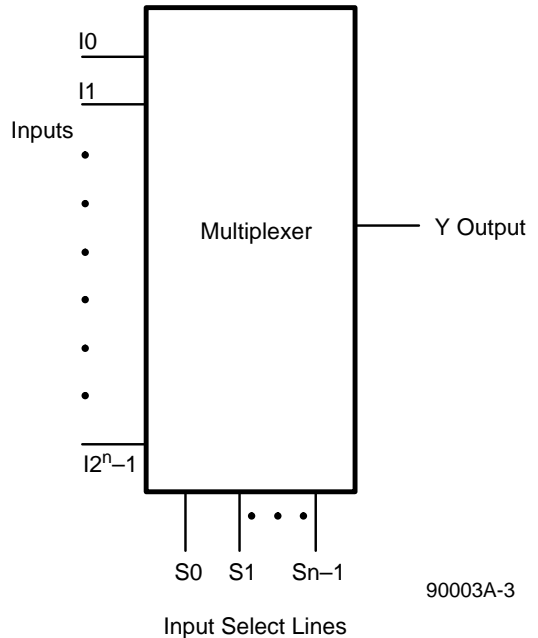 I0
I1
Inputs
Multiplexer
Y Output
I2ⁿ–1
S0 S1 Sn–1
90003A-3
Input Select Lines